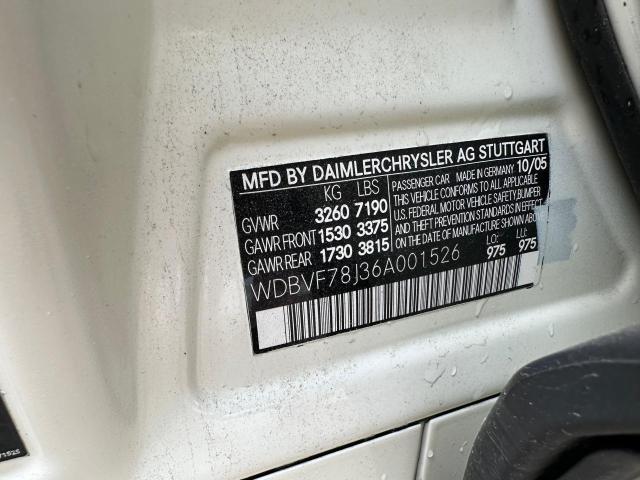 MFD BY DAIMLERCHRYSLER AG STUTTGART
KG LBS
GVWR 3260 7190
GAWR FRONT 1530 3375
GAWR REAR 1730 3815
PASSENGER CAR MADE IN GERMANY 10/05
THIS VEHICLE CONFORMS TO ALL APPLICABLE
U.S. FEDERAL MOTOR VEHICLE SAFETY, BUMPER
AND THEFT PREVENTION STANDARDS IN EFFECT
ON THE DATE OF MANUFACTURE SHOWN ABOVE
WDBVF78J36A001526
LO: LU:
975 975